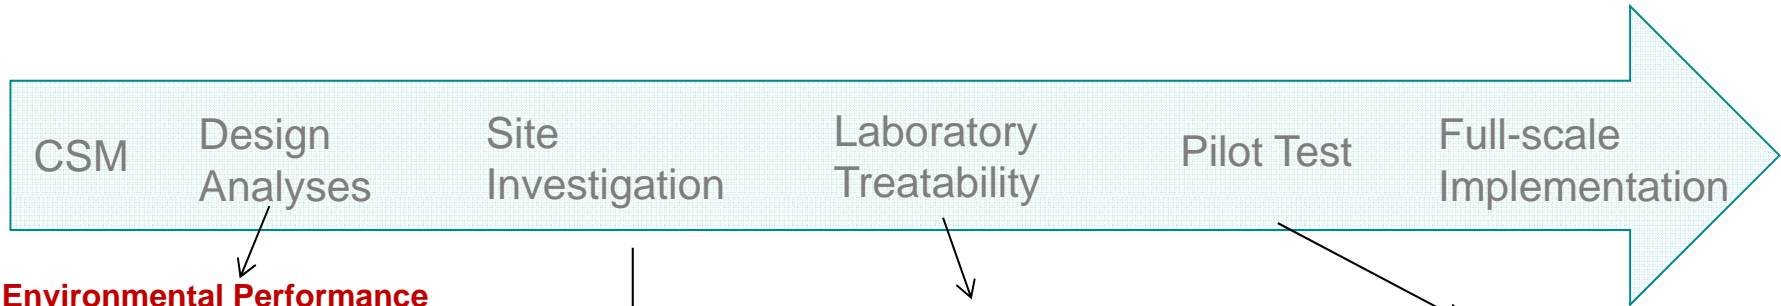 CSM
Design
Analyses
Site
Investigation
Laboratory
Treatability
Pilot Test
Full-scale
Implementation
Environmental Performance